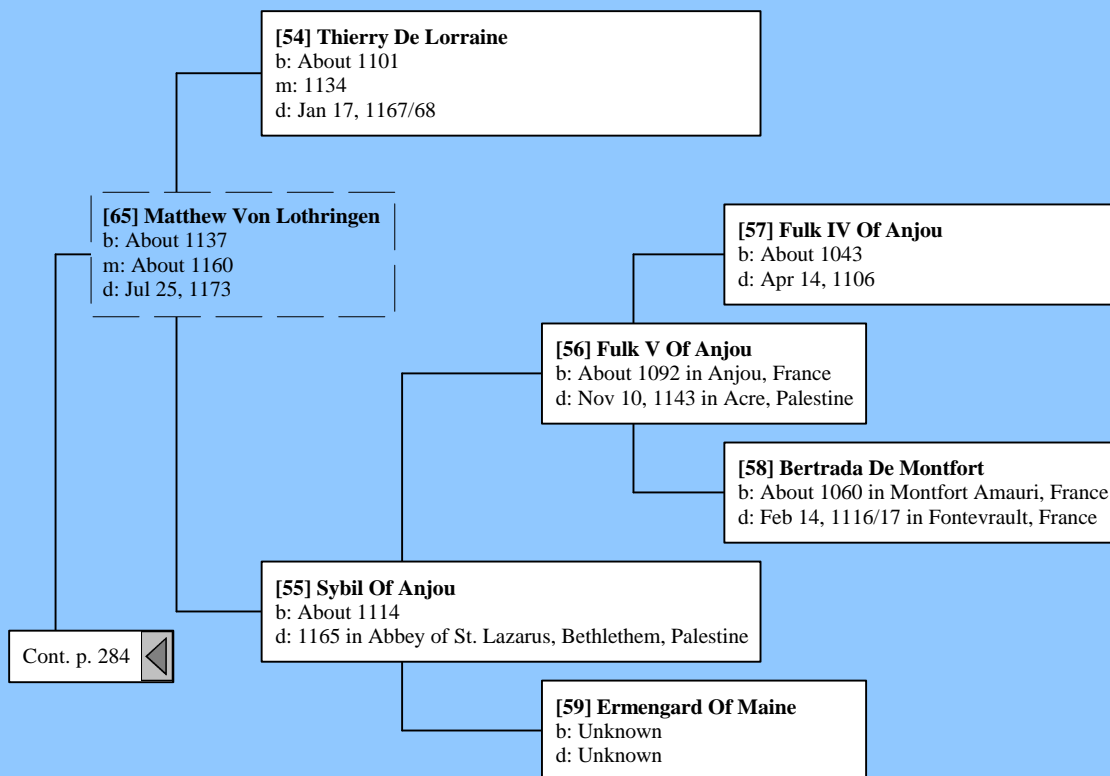 [54] Thierry De Lorraine
b: About 1101
m: 1134
d: Jan 17, 1167/68
[65] Matthew Von Lothringen
b: About 1137
m: About 1160
d: Jul 25, 1173
[57] Fulk IV Of Anjou
b: About 1043
d: Apr 14, 1106
[56] Fulk V Of Anjou
b: About 1092 in Anjou, France
d: Nov 10, 1143 in Acre, Palestine
[58] Bertrada De Montfort
b: About 1060 in Montfort Amauri, France
d: Feb 14, 1116/17 in Fontevrault, France
[55] Sybil Of Anjou
b: About 1114
d: 1165 in Abbey of St. Lazarus, Bethlethem, Palestine
Cont. p. 284
[59] Ermengard Of Maine
b: Unknown
d: Unknown